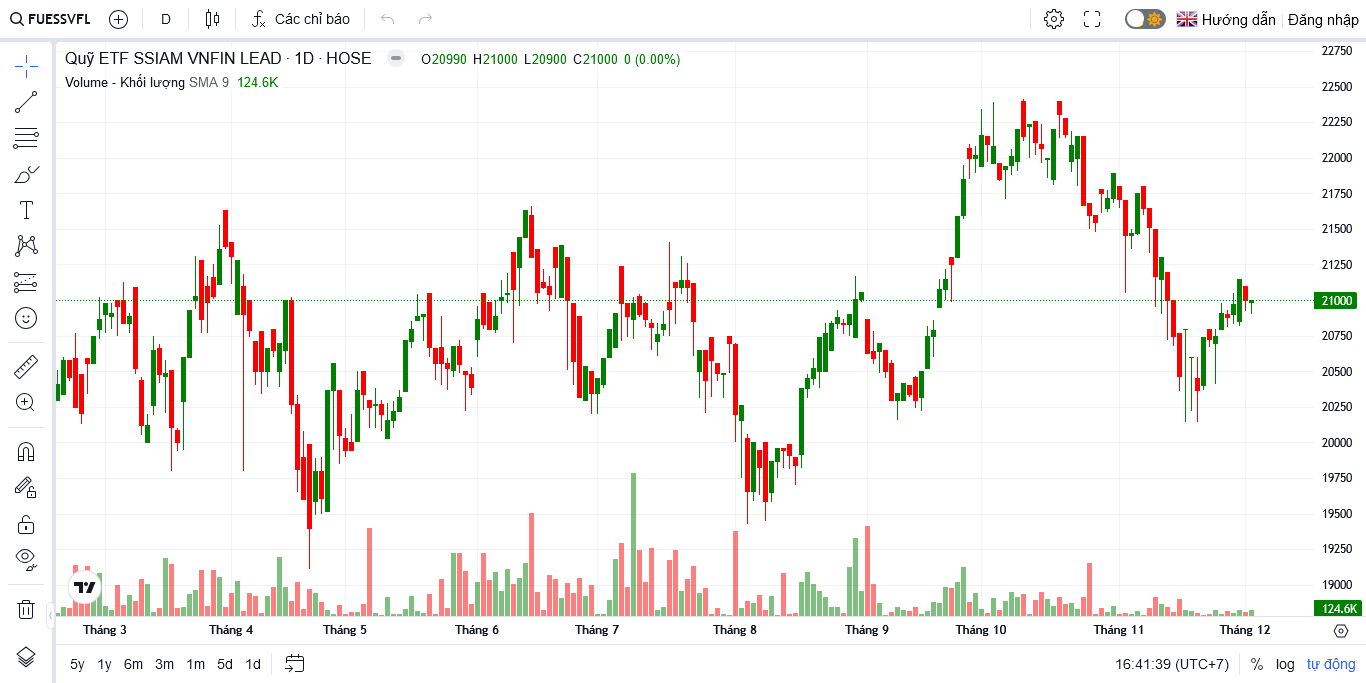 FUESSVFL D Các chỉ báo Hướng dẫn Đăng nhập
Quỹ ETF SSIAM VNFIN LEAD · 1D · HOSE O20990 H21000 L20900 C21000 0 (0.00%)
Volume - Khối lượng SMA 9 124.6K
22750
22500
22250
22000
21750
21500
21250
21000
20750
20500
20250
20000
19750
19500
19250
19000
124.6K
Tháng 3 Tháng 4 Tháng 5 Tháng 6 Tháng 7 Tháng 8 Tháng 9 Tháng 10 Tháng 11 Tháng 12
5y 1y 6m 3m 1m 5d 1d 16:41:39 (UTC+7) % log tự động